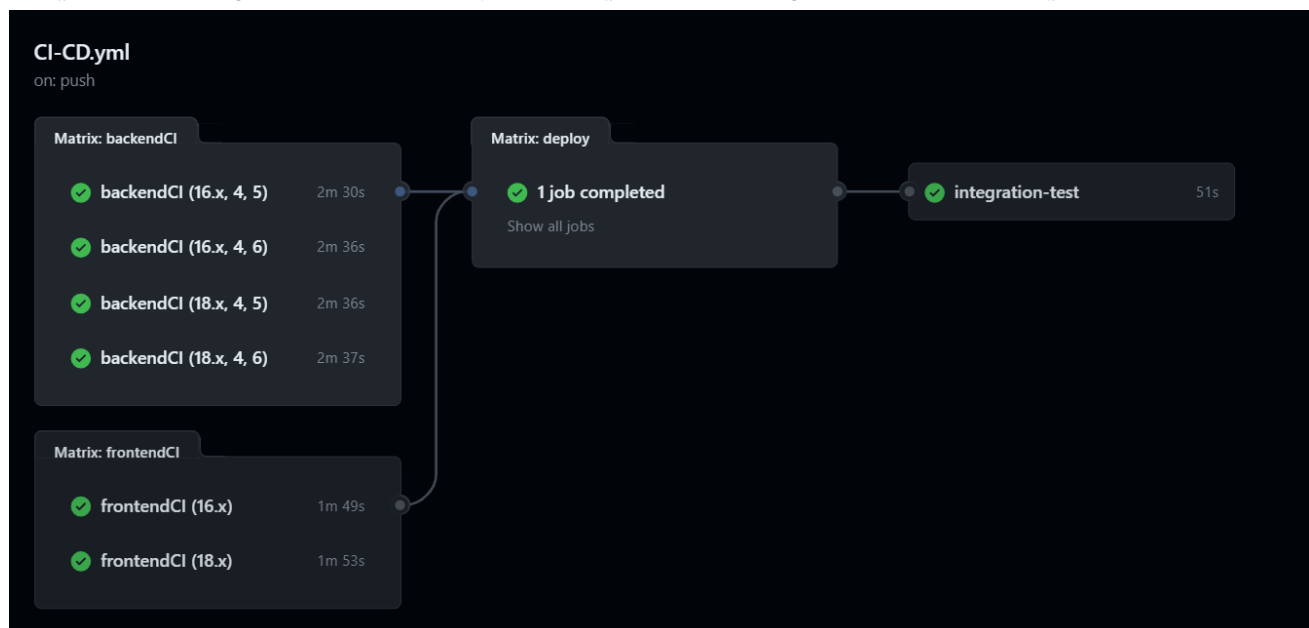 CI-CD.yml
on: push
Matrix: backendCI
backendCI (16.x, 4, 5) 2m 30s
backendCI (16.x, 4, 6) 2m 36s
backendCI (18.x, 4, 5) 2m 36s
backendCI (18.x, 4, 6) 2m 37s
Matrix: frontendCI
frontendCI (16.x) 1m 49s
frontendCI (18.x) 1m 53s
Matrix: deploy
1 job completed
Show all jobs
integration-test 51s